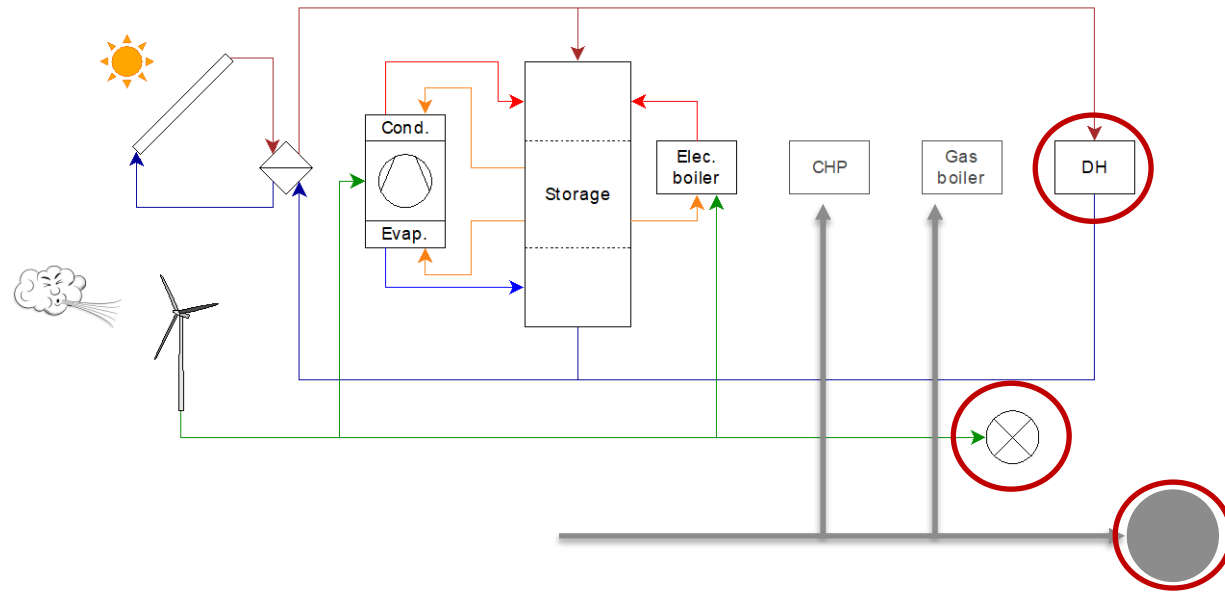 Cond.
Evap.
Storage
Elec.
boiler
CHP
Gas
boiler
DH